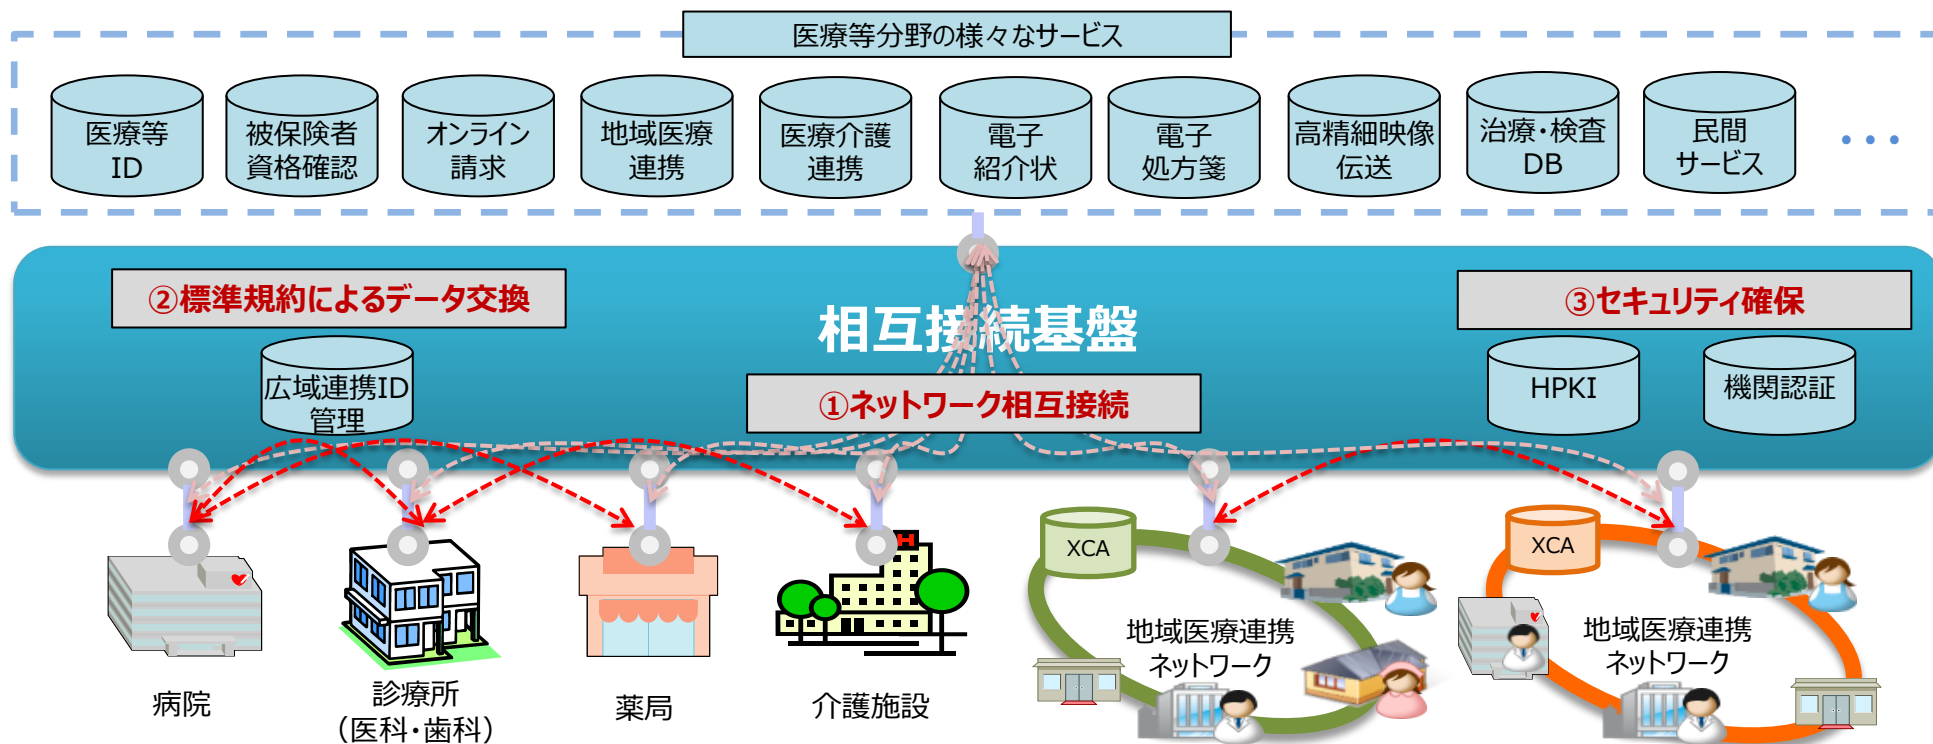 医療等分野の様々なサービス
医療等
ID
被保険者
資格確認
オンライン
請求
地域医療
連携
医療介護
連携
電子
紹介状
電子
処方箋
高精細映像
伝送
治療・検査
DB
民間
サービス
・・・
②標準規約によるデータ交換
相互接続基盤
③セキュリティ確保
広域連携ID
管理
①ネットワーク相互接続
HPKI
機関認証
XCA
XCA
H
地域医療連携
ネットワーク
地域医療連携
ネットワーク
病院
診療所
（医科・歯科）
薬局
介護施設